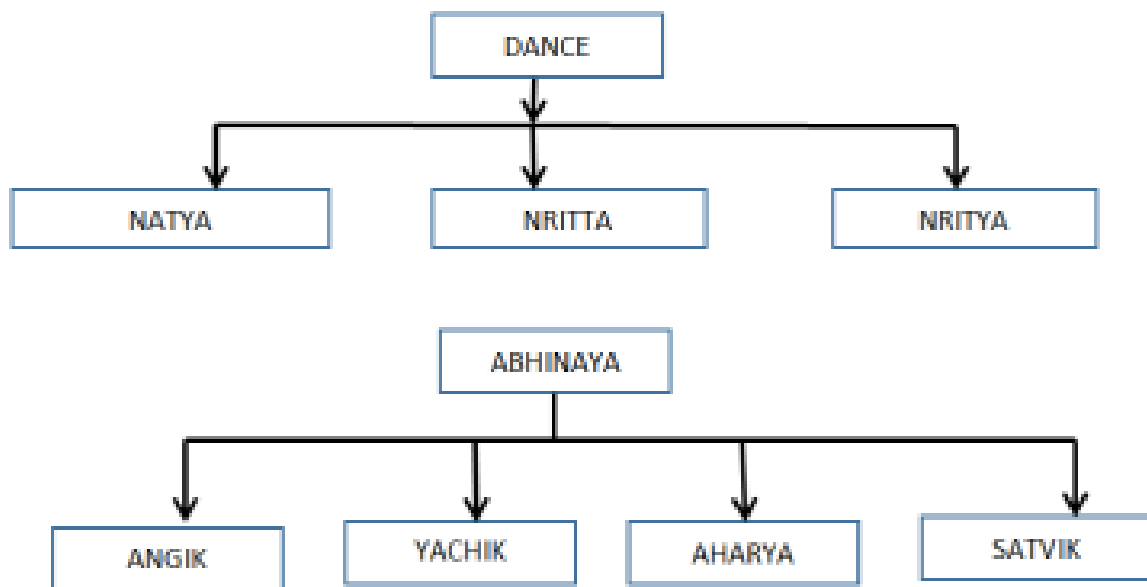 DANCE
NATYA
NRITTA
NRITYA
ABHINAYA
ANGIK
YACHIK
AHARYA
SATVIK